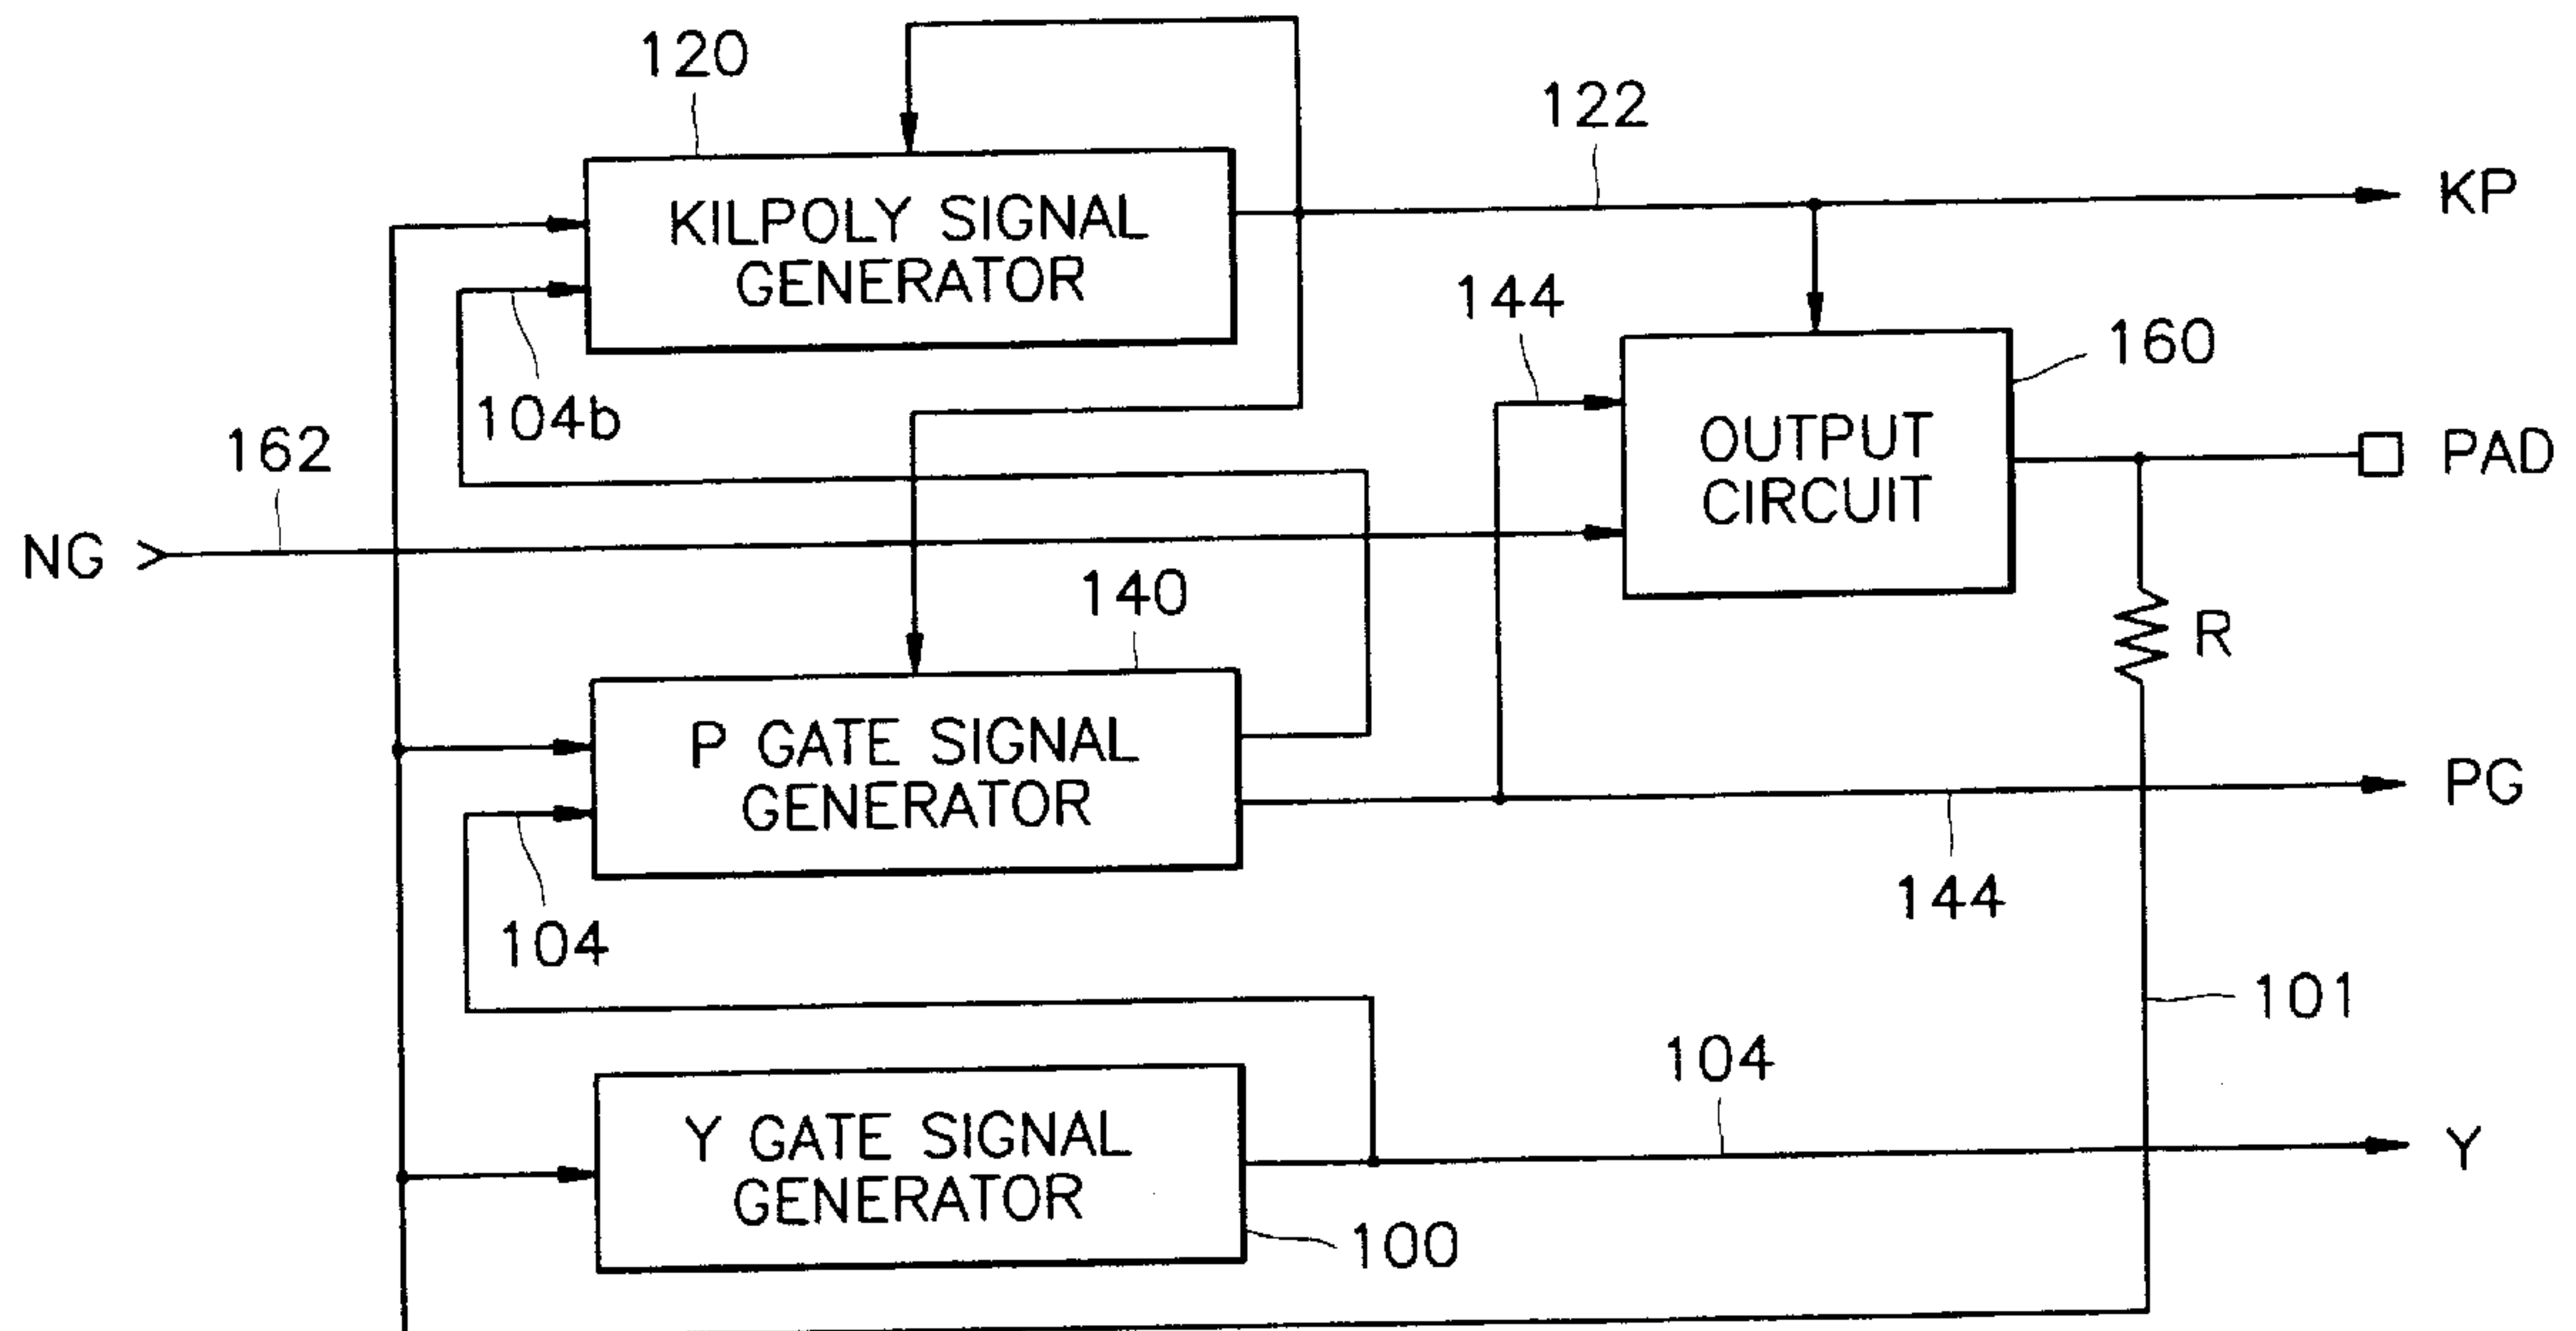 120
122
KP
KILPOLY SIGNAL
GENERATOR
144
160
104b
162
OUTPUT
CIRCUIT
PAD
NG
140
R
P GATE SIGNAL
GENERATOR
PG
144
104
101
104
Y GATE SIGNAL
GENERATOR
Y
100